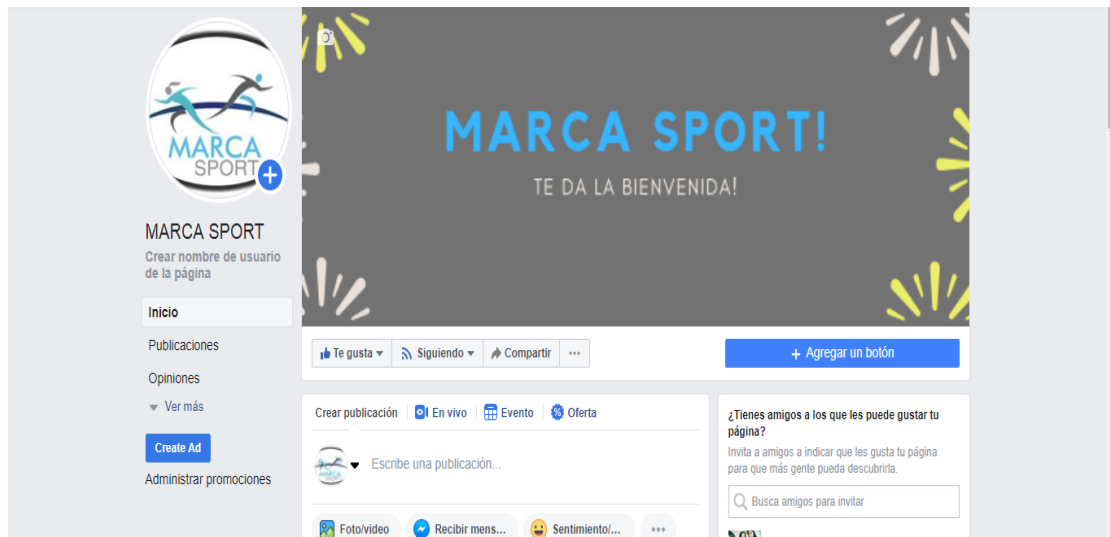 MARCA
SPORT
MARCA SPORT
Crear nombre de usuario
de la página
Inicio
Publicaciones
Opiniones
Ver más
Create Ad
Administrar promociones
MARCA SPORT!
TE DA LA BIENVENIDA!
Te gusta
Siguiendo
Compartir
+ Agregar un botón
Crear publicación
En vivo
Evento
Oferta
MARCA
Escribe una publicación...
Foto/video
Recibir mens...
Sentimiento/...
¿Tienes amigos a los que les puede gustar tu
página?
Invita a amigos a indicar que les gusta tu página
para que más gente pueda descubrirla.
Busca amigos para invitar